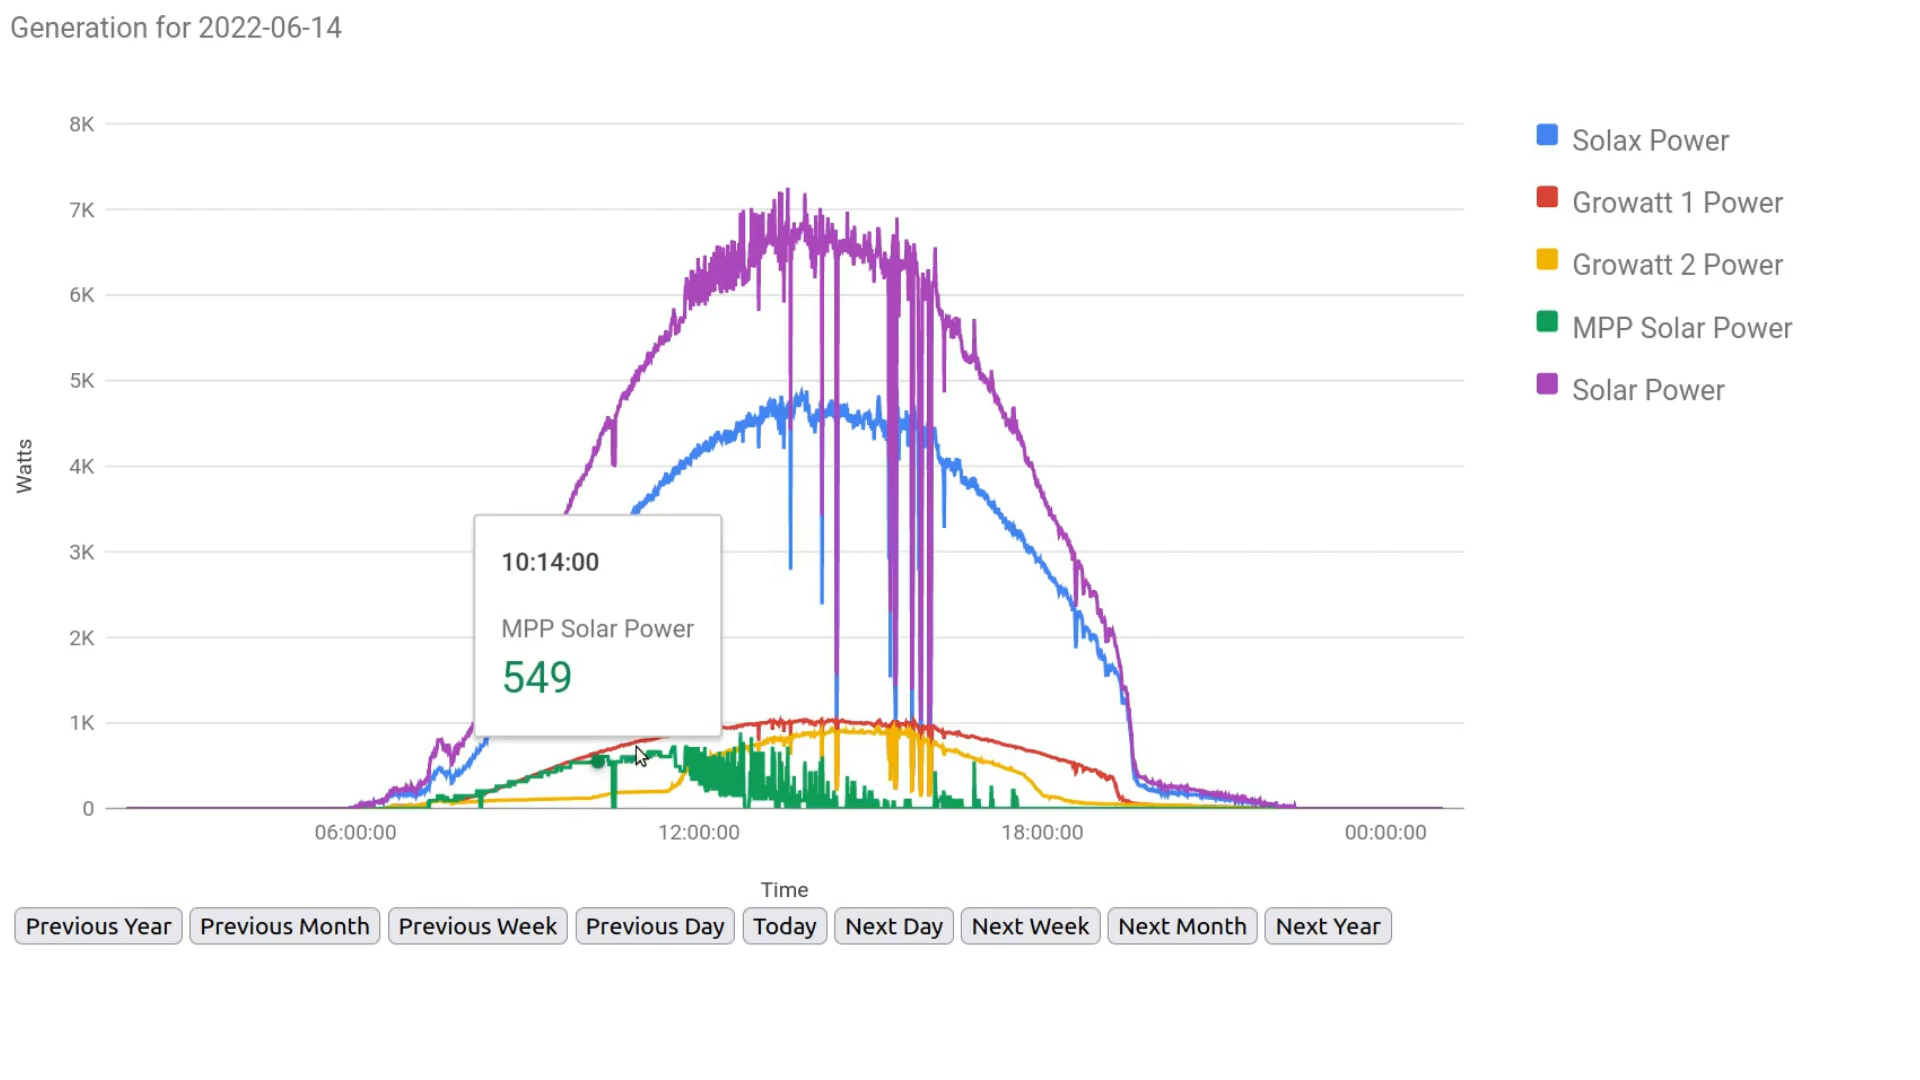 Generation for 2022-06-14
8K
7K
6K
5K
4K
3K
2K
1K
0
Watts
Solax Power
Growatt 1 Power
Growatt 2 Power
MPP Solar Power
Solar Power
10:14:00
MPP Solar Power
549
06:00:00 12:00:00 18:00:00 00:00:00
Time
Previous Year Previous Month Previous Week Previous Day Today Next Day Next Week Next Month Next Year